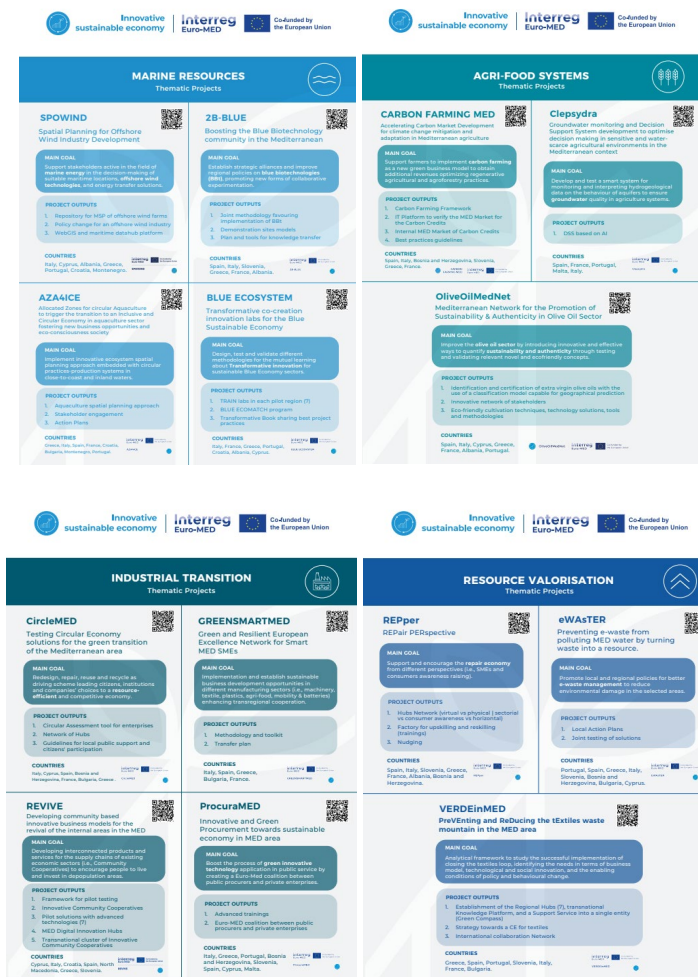 Innovative
sustainable economy
Interreg
Euro-MED
Co-funded by
the European Union
MARINE RESOURCES
Thematic Projects
SPOWIND
Spatial Planning for Offshore
Wind Industry Development
MAIN GOAL
Support stakeholders active in the field of
marine energy in the decision making of
suitable maritime locations, offshore wind
technologies, and energy transfer solutions.
PROJECT OUTPUTS
1. Repository for MSP of offshore wind farms
2. Policy change for an offshore wind industry
3. WebGIS and maritime datahub platform
COUNTRIES
Italy, Cyprus, Albania, Greece,
Portugal, Croatia, Montenegro.
2B-BLUE
Boosting the Blue Biotechnology
community in the Mediterranean
MAIN GOAL
Establish strategic alliances and improve
regional policies on blue biotechnologies
(BBt), promoting new forms of collaborative
experimentation.
PROJECT OUTPUTS
1. Joint methodology favouring
implementation of BBt
2. Demonstration sites models
3. Plan and tools for knowledge transfer
COUNTRIES
Spain, Italy, Slovenia,
Greece, France, Albania.
AZA4ICE
Allocated Zones for circular Aquaculture
to trigger the transition to an Inclusive and
Circular Economy in aquaculture sector
fostering new business opportunities and
eco-consciousness society
MAIN GOAL
Implement innovative ecosystem spatial
planning approach embedded with circular
practices-production systems in
close-to-coast and inland waters.
PROJECT OUTPUTS
1. Aquaculture spatial planning approach
2. Stakeholder engagement
3. Action Plans
COUNTRIES
Greece, Italy, Spain, France, Croatia,
Bulgaria, Montenegro, Portugal.
BLUE ECOSYSTEM
Transformative co-creation
innovation labs for the Blue
Sustainable Economy
MAIN GOAL
Design, test and validate different
methodologies for the mutual learning
about Transformative innovation for
sustainable Blue Economy sectors.
PROJECT OUTPUTS
1. TRAIN labs in each pilot region (7)
2. BLUE ECOMATCH program
3. Transformative Book sharing best project
practices
COUNTRIES
Italy, France, Greece, Portugal,
Croatia, Albania, Cyprus.
Innovative
sustainable economy
Interreg
Euro-MED
Co-funded by
the European Union
AGRI-FOOD SYSTEMS
Thematic Projects
CARBON FARMING MED
Accelerating Carbon Market Development
for climate change mitigation and
adaptation in Mediterranean agriculture
MAIN GOAL
Support farmers to implement carbon farming
as a new green business model to obtain
additional revenues optimizing regenerative
agricultural and agroforestry practices.
PROJECT OUTPUTS
1. Carbon Farming Framework
2. IT Platform to verify the MED Market for
the Carbon Credits
3. Internal MED Market of Carbon Credits
4. Best practices guidelines
COUNTRIES
Spain, Italy, Bosnia and Herzegovina, Slovenia,
Greece, France.
Clepsydra
Groundwater monitoring and Decision
Support System development to optimise
decision making in sensitive and water-
scarce agricultural environments in the
Mediterranean context
MAIN GOAL
Develop and test a smart system for
monitoring and interpreting hydrogeological
data on the behaviour of aquifers to ensure
groundwater quality in agriculture systems.
PROJECT OUTPUTS
1. DSS based on AI
COUNTRIES
Spain, France, Portugal,
Malta, Italy.
OliveOilMedNet
Mediterranean Network for the Promotion of
Sustainability & Authenticity in Olive Oil Sector
MAIN GOAL
Improve the olive oil sector by introducing innovative and effective
ways to quantify sustainability and authenticity through testing
and validating relevant novel and ecofriendly concepts.
PROJECT OUTPUTS
1. Identification and certification of extra virgin olive oils with the
use of a classification model capable for geographical prediction
2. Innovative network of stakeholders
3. Eco-friendly cultivation techniques, technology solutions, tools
and methodologies
COUNTRIES
Spain, Italy, Cyprus, Greece,
France, Albania, Portugal.
Innovative
sustainable economy
Interreg
Euro-MED
Co-funded by
the European Union
INDUSTRIAL TRANSITION
Thematic Projects
CircleMED
Testing Circular Economy
solutions for the green transition
of the Mediterranean area
MAIN GOAL
Redesign, repair, reuse and recycle as
driving scheme leading citizens, institutions
and companies' choices to a resource-
efficient and competitive economy.
PROJECT OUTPUTS
1. Circular Assessment tool for enterprises
2. Network of Hubs
3. Guidelines for local public support and
citizens' participation
COUNTRIES
Italy, Cyprus, Spain, Bosnia and
Herzegovina, France, Bulgaria, Greece.
GREENSMARTMED
Green and Resilient European
Excellence Network for Smart
MED SMEs
MAIN GOAL
Implementation and establish sustainable
business development opportunities in
different manufacturing sectors (i.e., machinery,
textile, plastics, agri-food, mobility & batteries)
enhancing transregional cooperation.
PROJECT OUTPUTS
1. Methodology and toolkit
2. Transfer plan
COUNTRIES
Italy, Spain, Greece,
Bulgaria, France.
REVIVE
Developing community based
innovative business models for the
revival of the internal areas in the MED
MAIN GOAL
Developing interconnected products and
services for the supply chains of existing
economic sectors (i.e., Community
Cooperatives) to encourage people to live
and invest in depopulation areas.
PROJECT OUTPUTS
1. Framework for pilot testing
2. Innovative Community Cooperatives
3. Pilot solutions with advanced
technologies (7)
4. MED Digital Innovation Hubs
5. Transnational cluster of Innovative
Community Cooperatives
COUNTRIES
Cyprus, Italy, Croatia, Spain, North
Macedonia, Greece, Slovenia.
ProcuraMED
Innovative and Green
Procurement towards sustainable
economy in MED area
MAIN GOAL
Boost the process of green innovative
technology application in public service by
creating a Euro-Med coalition between
public procurers and private enterprises.
PROJECT OUTPUTS
1. Advanced trainings
2. Euro-MED coalition between public
procurers and private enterprises
COUNTRIES
Italy, Greece, Portugal, Bosnia
and Herzegovina, Slovenia,
Spain, Cyprus, Malta.
Innovative
sustainable economy
Interreg
Euro-MED
Co-funded by
the European Union
RESOURCE VALORISATION
Thematic Projects
REPper
REPair PERspective
MAIN GOAL
Support and encourage the repair economy
from different perspectives (i.e., SMEs and
consumers awareness raising).
PROJECT OUTPUTS
1. Hubs Network (virtual vs physical | sectorial
vs consumer awareness vs horizontal)
2. Factory for upskilling and reskilling
(trainings)
3. Nudging
COUNTRIES
Spain, Italy, Slovenia, Greece,
France, Albania, Bosnia and
Herzegovina.
eWAsTER
Preventing e-waste from
polluting MED water by turning
waste into a resource.
MAIN GOAL
Promote local and regional policies for better
e-waste management to reduce
environmental damage in the selected areas.
PROJECT OUTPUTS
1. Local Action Plans
2. Joint testing of solutions
COUNTRIES
Portugal, Spain, Greece, Italy,
Slovenia, Bosnia and
Herzegovina, Bulgaria, Cyprus.
VERDEinMED
PreVEnting and ReDucing the tExtiles waste
mountain in the MED area
MAIN GOAL
Analytical framework to study the successful implementation of
closing the textiles loop, identifying the needs in terms of business
model, technological and social innovation, and the enabling
conditions of policy and behavioural change.
PROJECT OUTPUTS
1. Establishment of the Regional Hubs (7), transnational
Knowledge Platform, and a Support Service into a single entity
(Green Compass)
2. Strategy towards a CE for textiles
3. International collaboration Network
COUNTRIES
Greece, Spain, Portugal, Slovenia, Italy,
France, Bulgaria.